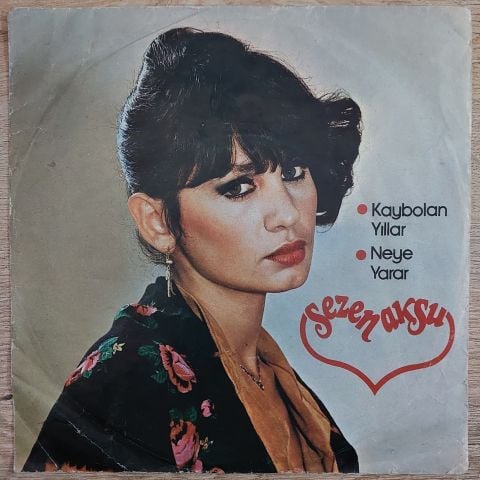 Kaybolan
Yıllar
Neye
Yarar
Sezen aksu